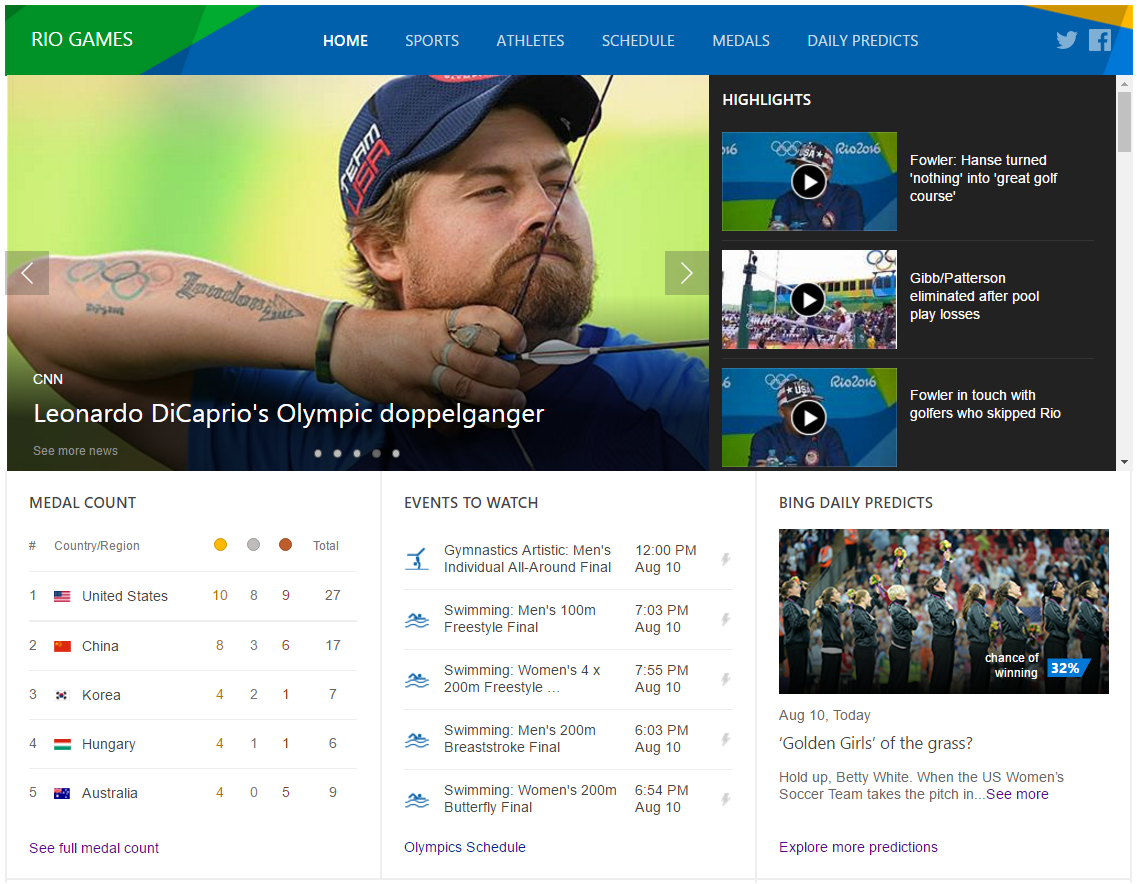 RIO GAMES
HOME SPORTS ATHLETES SCHEDULE MEDALS DAILY PREDICTS
TEAM
USA
London
CNN
Leonardo DiCaprio's Olympic doppelganger
See more news
HIGHLIGHTS
USA
Rio2016
Fowler: Hanse turned
'nothing' into 'great golf
course'
Gibb/Patterson
eliminated after pool
play losses
USA
Rio2016
Fowler in touch with
golfers who skipped Rio
MEDAL COUNT
# Country/Region Total
1 United States 10 8 9 27
2 China 8 3 6 17
3 Korea 4 2 1 7
4 Hungary 4 1 1 6
5 Australia 4 0 5 9
See full medal count
EVENTS TO WATCH
Gymnastics Artistic: Men's 12:00 PM
Individual All-Around Final Aug 10
Swimming: Men's 100m 7:03 PM
Freestyle Final Aug 10
Swimming: Women's 4 x 7:55 PM
200m Freestyle … Aug 10
Swimming: Men's 200m 6:03 PM
Breaststroke Final Aug 10
Swimming: Women's 200m 6:54 PM
Butterfly Final Aug 10
Olympics Schedule
BING DAILY PREDICTS
chance of
winning 32%
Aug 10, Today
‘Golden Girls’ of the grass?
Hold up, Betty White. When the US Women’s
Soccer Team takes the pitch in...See more
Explore more predictions